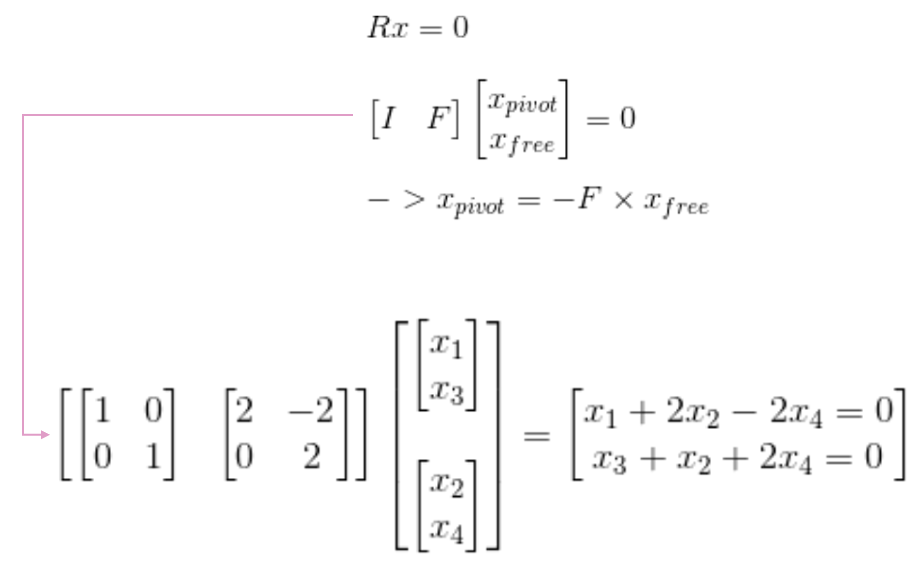 Rx = 0
[I F] [x_pivot x_free] = 0
− > x_pivot = −F × x_free
[[1 0 0 1] [2 −2 0 2]] [[x_1 x_3] [x_2 x_4]] = [x_1 + 2x_2 − 2x_4 = 0
x_3 + x_2 + 2x_4 = 0]